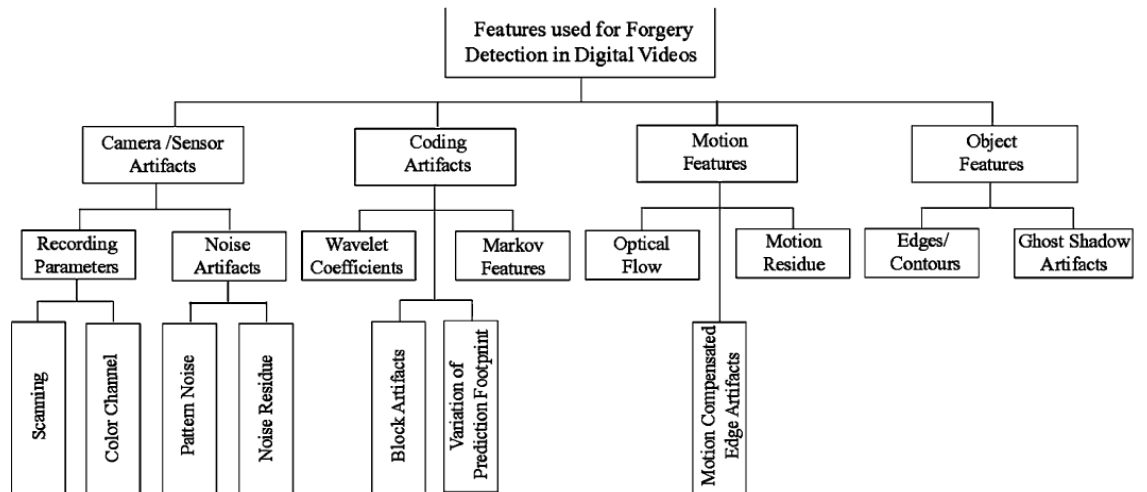 Features used for Forgery
Detection in Digital Videos
Camera /Sensor
Artifacts
Coding
Artifacts
Motion
Features
Object
Features
Recording
Parameters
Noise
Artifacts
Wavelet
Coefficients
Markov
Features
Optical
Flow
Motion
Residue
Edges/
Contours
Ghost Shadow
Artifacts
Scanning
Color Channel
Pattern Noise
Noise Residue
Block Artifacts
Variation of
Prediction Footprint
Motion Compensated
Edge Artifacts